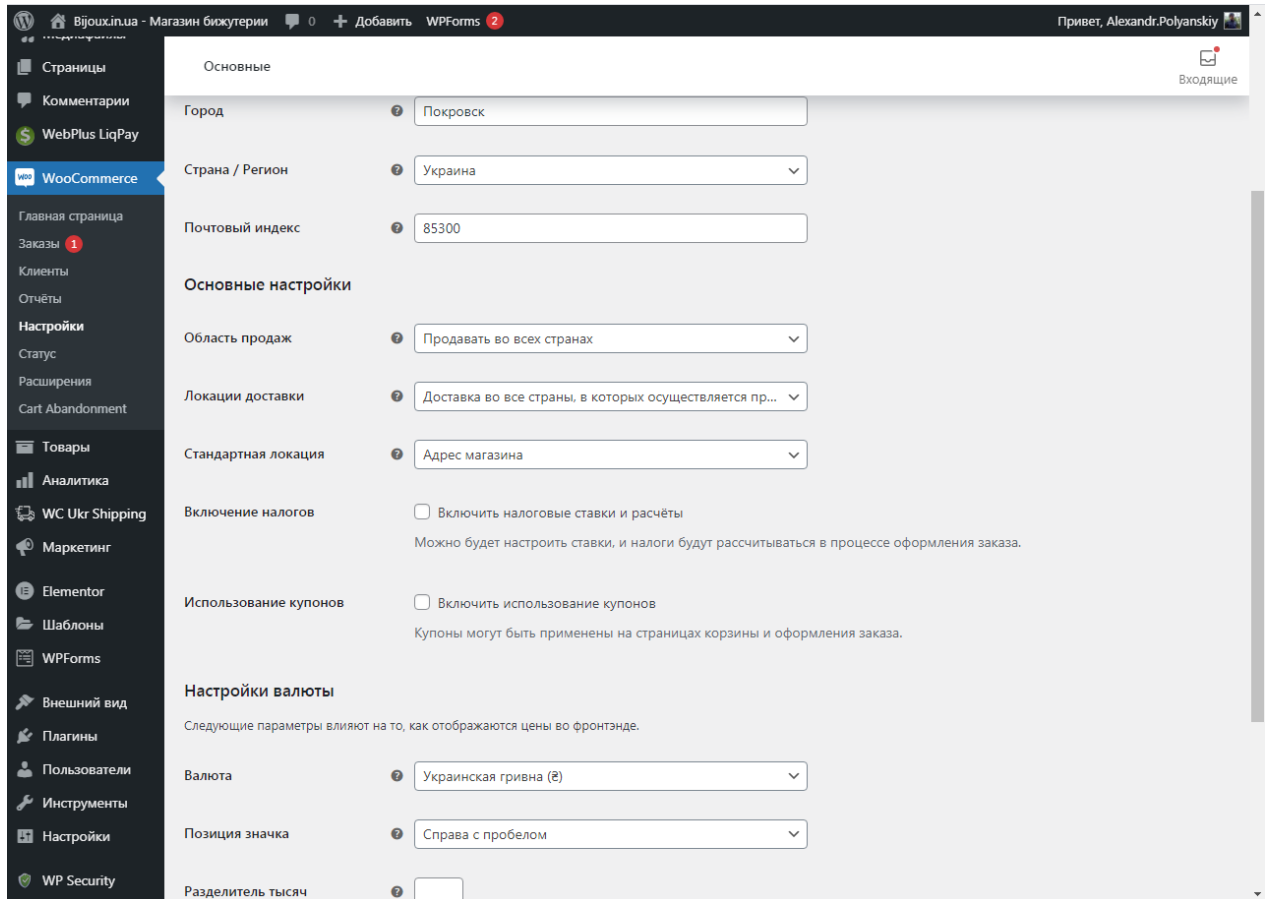 Bijoux.in.ua - Магазин бижутерии 0 Добавить WPForms 2 Привет, Alexandr.Polyanskiy
Медиафайлы
Страницы
Комментарии
WebPlus LiqPay
WooCommerce
Главная страница
Заказы 1
Клиенты
Отчёты
Настройки
Статус
Расширения
Cart Abandonment
Товары
Аналитика
WC Ukr Shipping
Маркетинг
Elementor
Шаблоны
WPForms
Внешний вид
Плагины
Пользователи
Инструменты
Настройки
WP Security
Основные
Входящие
Город Покровск
Страна / Регион Украина
Почтовый индекс 85300
Основные настройки
Область продаж Продавать во всех странах
Локации доставки Доставка во все страны, в которых осуществляется пр...
Стандартная локация Адрес магазина
Включение налогов Включить налоговые ставки и расчёты
Можно будет настроить ставки, и налоги будут рассчитываться в процессе оформления заказа.
Использование купонов Включить использование купонов
Купоны могут быть применены на страницах корзины и оформления заказа.
Настройки валюты
Следующие параметры влияют на то, как отображаются цены во фронтэнде.
Валюта Украинская гривна (₴)
Позиция значка Справа с пробелом
Разделитель тысяч